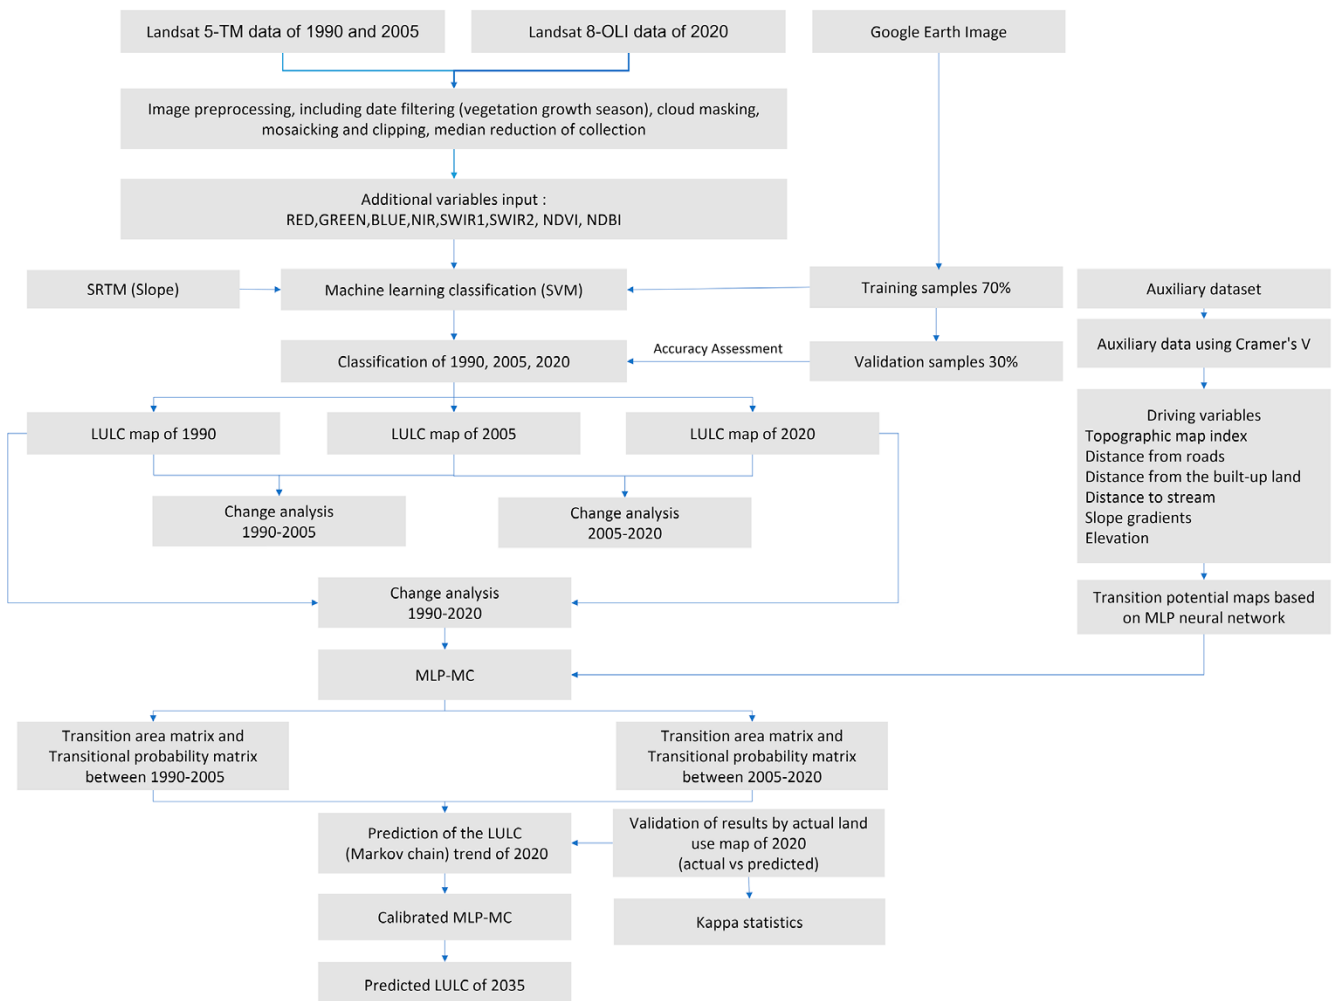 Landsat 5-TM data of 1990 and 2005
Landsat 8-OLI data of 2020
Google Earth Image
Image preprocessing, including date filtering (vegetation growth season), cloud masking,
mosaicking and clipping, median reduction of collection
Additional variables input :
RED,GREEN,BLUE,NIR,SWIR1,SWIR2, NDVI, NDBI
SRTM (Slope)
Machine learning classification (SVM)
Training samples 70%
Auxiliary dataset
Classification of 1990, 2005, 2020
Accuracy Assessment
Validation samples 30%
Auxiliary data using Cramer's V
LULC map of 1990
LULC map of 2005
LULC map of 2020
Driving variables
Topographic map index
Distance from roads
Distance from the built-up land
Distance to stream
Slope gradients
Elevation
Change analysis
1990-2005
Change analysis
2005-2020
Change analysis
1990-2020
Transition potential maps based
on MLP neural network
MLP-MC
Transition area matrix and
Transitional probability matrix
between 1990-2005
Transition area matrix and
Transitional probability matrix
between 2005-2020
Prediction of the LULC
(Markov chain) trend of 2020
Validation of results by actual land
use map of 2020
(actual vs predicted)
Calibrated MLP-MC
Kappa statistics
Predicted LULC of 2035